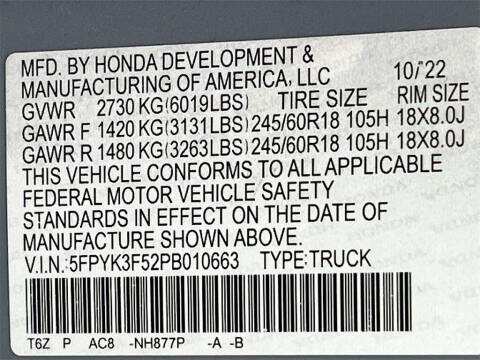 MFD. BY HONDA DEVELOPMENT &
MANUFACTURING OF AMERICA, LLC 10/22
GVWR 2730 KG(6019LBS) TIRE SIZE RIM SIZE
GAWR F 1420 KG(3131LBS) 245/60R18 105H 18X8.0J
GAWR R 1480 KG(3263LBS) 245/60R18 105H 18X8.0J
THIS VEHICLE CONFORMS TO ALL APPLICABLE
FEDERAL MOTOR VEHICLE SAFETY
STANDARDS IN EFFECT ON THE DATE OF
MANUFACTURE SHOWN ABOVE.
V.I.N.:5FPYK3F52PB010663 TYPE:TRUCK
T6Z P AC8 -NH877P -A -B